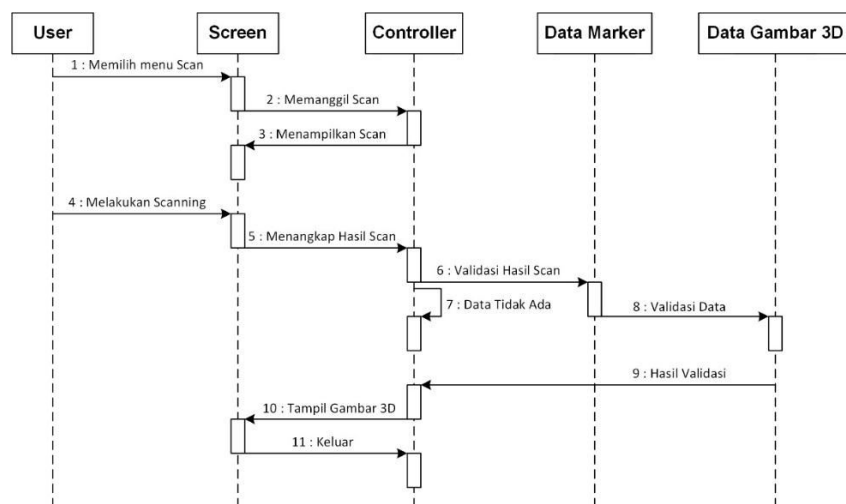 User
Screen
Controller
Data Marker
Data Gambar 3D
1 : Memilih menu Scan
2 : Memanggil Scan
3 : Menampilkan Scan
4 : Melakukan Scanning
5 : Menangkap Hasil Scan
6 : Validasi Hasil Scan
7 : Data Tidak Ada
8 : Validasi Data
9 : Hasil Validasi
10 : Tampil Gambar 3D
11 : Keluar